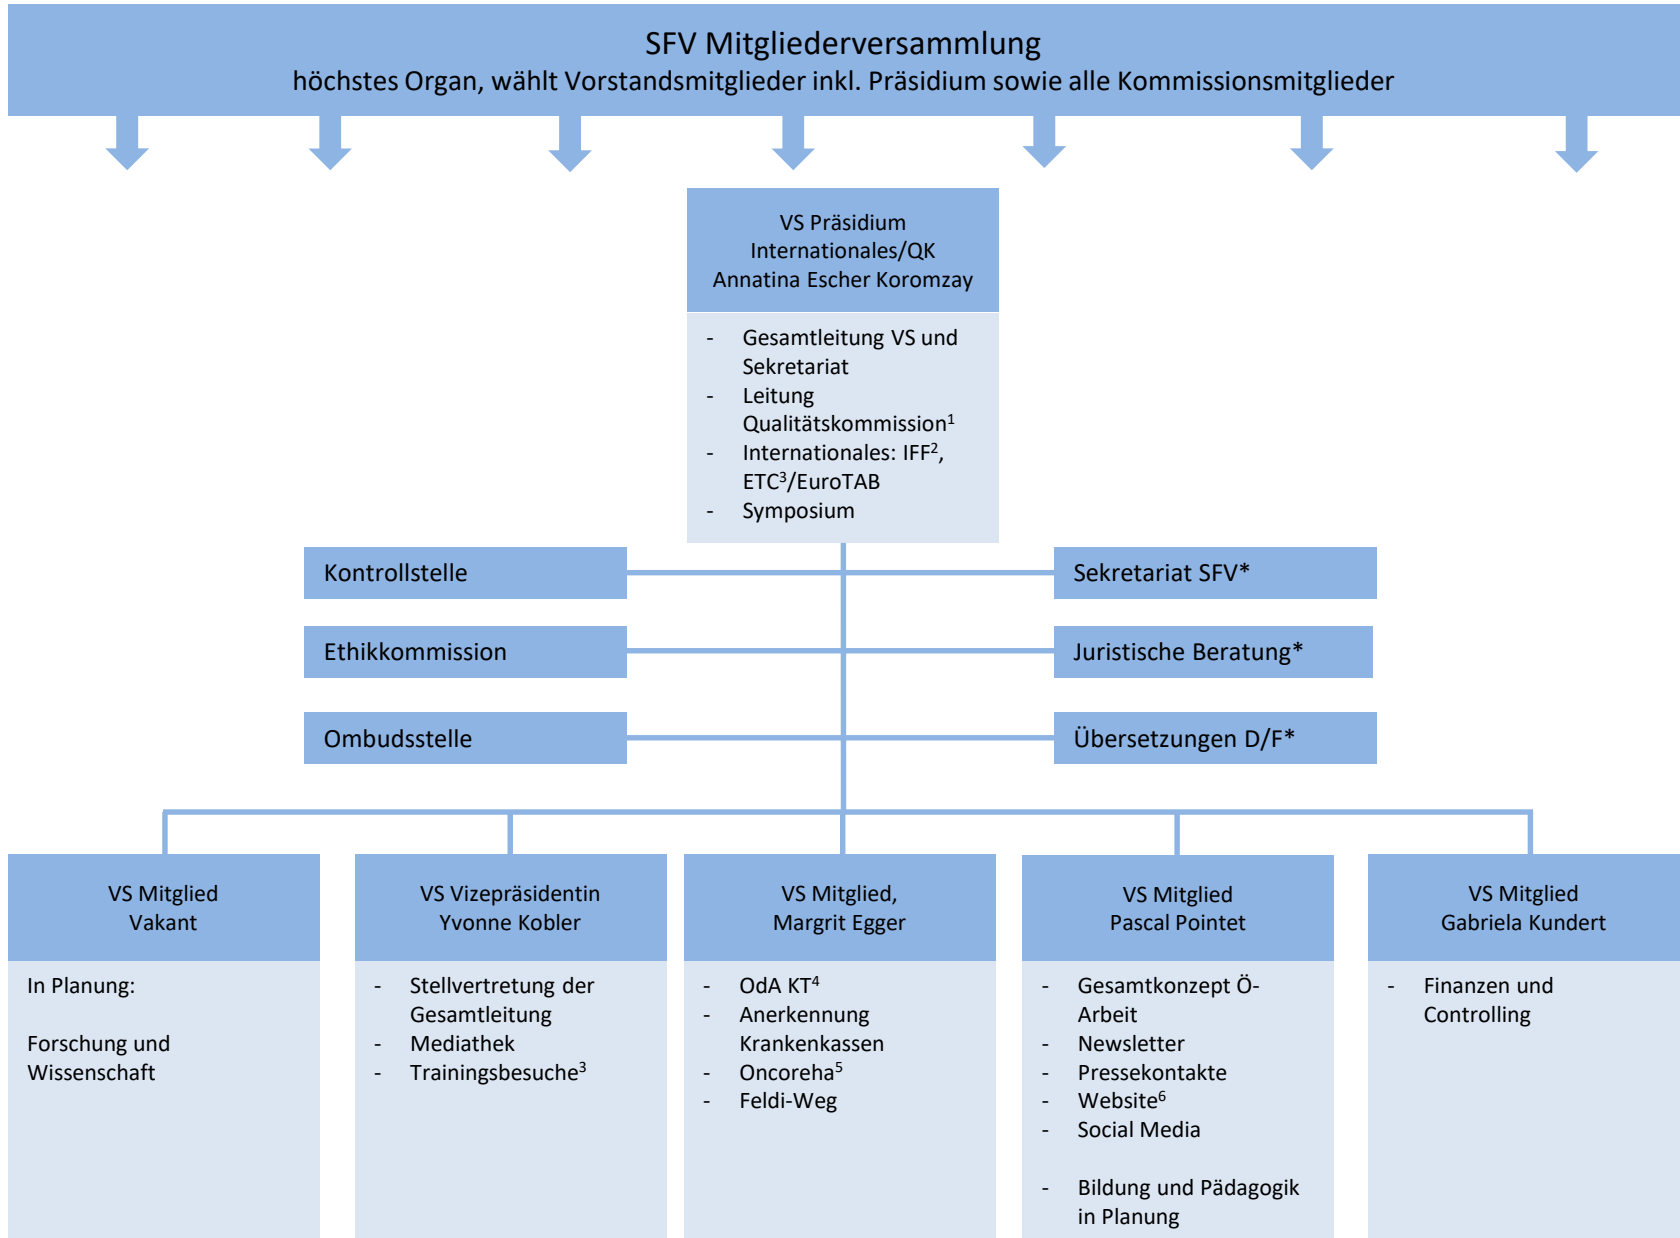 SFV Mitgliederversammlung
höchstes Organ, wählt Vorstandsmitglieder inkl. Präsidium sowie alle Kommissionsmitglieder
VS Präsidium
Internationales/QK
Annatina Escher Koromzay
- Gesamtleitung VS und
Sekretariat
- Leitung
Qualitätskommission¹
- Internationales: IFF²,
ETC³/EuroTAB
- Symposium
Kontrollstelle
Sekretariat SFV*
Ethikkommission
Juristische Beratung*
Ombudsstelle
Übersetzungen D/F*
VS Mitglied
Vakant
In Planung:
Forschung und
Wissenschaft
VS Vizepräsidentin
Yvonne Kobler
- Stellvertretung der
Gesamtleitung
- Mediathek
- Trainingsbesuche³
VS Mitglied,
Margrit Egger
- OdA KT⁴
- Anerkennung
Krankenkassen
- Oncoreha⁵
- Feldi-Weg
VS Mitglied
Pascal Pointet
- Gesamtkonzept Ö-
Arbeit
- Newsletter
- Pressekontakte
- Website⁶
- Social Media
- Bildung und Pädagogik
in Planung
VS Mitglied
Gabriela Kundert
- Finanzen und
Controlling